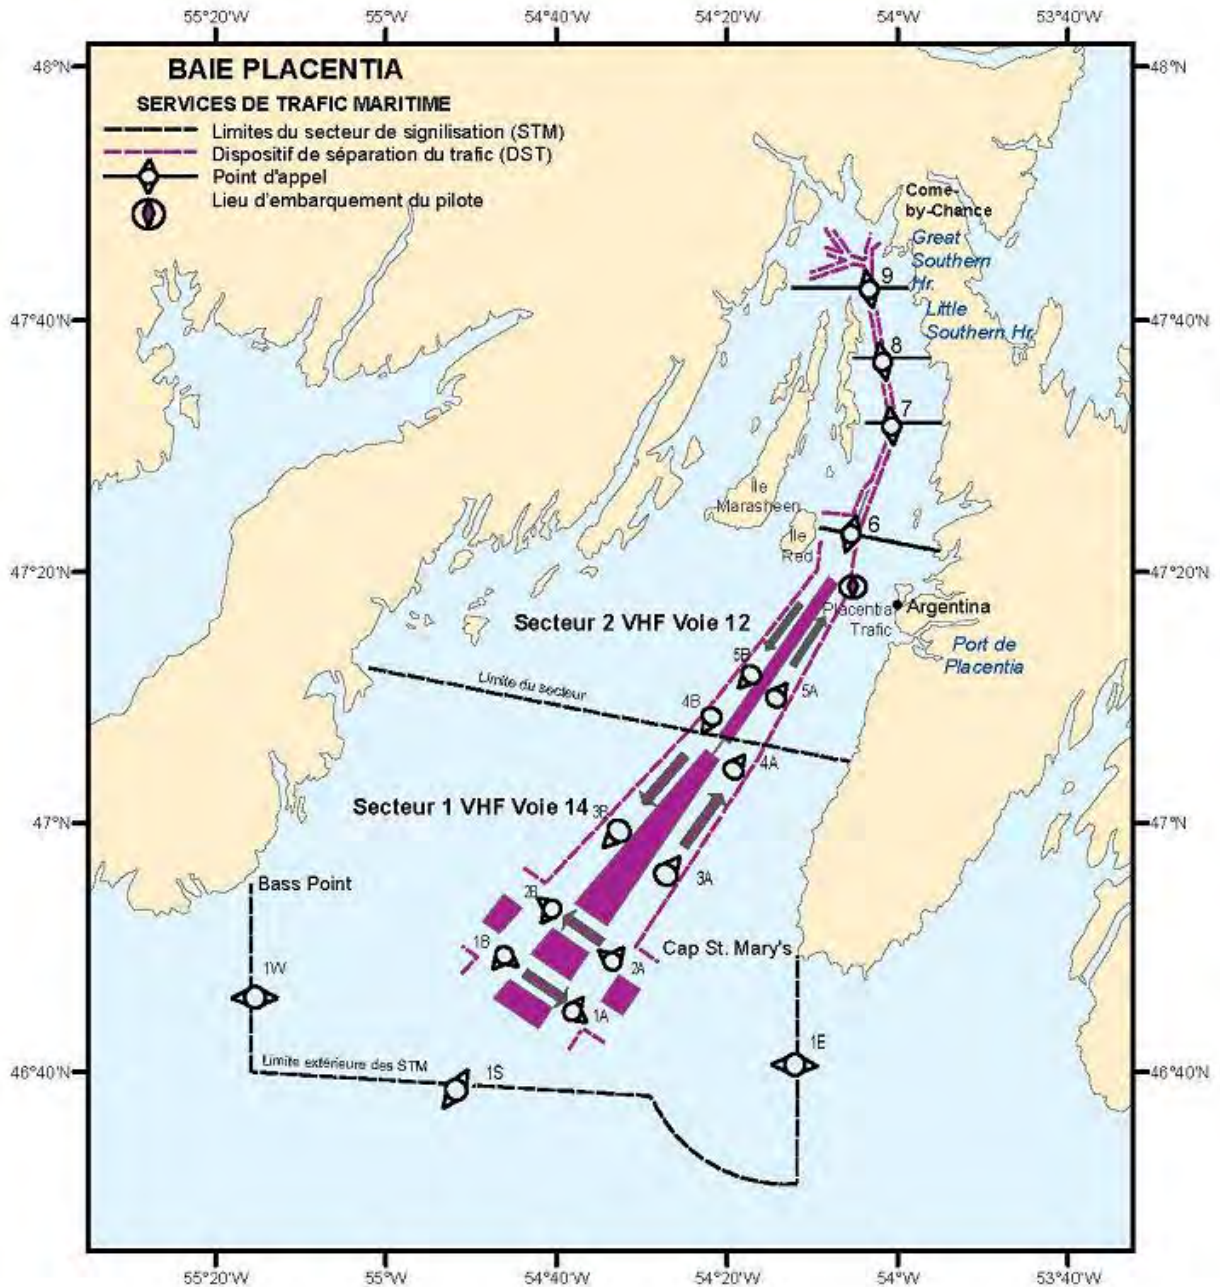 55°20'W 55°W 54°40'W 54°20'W 54°W 53°40'W
48°N 48°N
BAIE PLACENTIA
SERVICES DE TRAFIC MARITIME
Limites du secteur de signilisation (STM)
Dispositif de séparation du trafic (DST)
Point d'appel
Lieu d'embarquement du pilote
Come-
by-Chance
Great
Southern
Hr.
9
Little
Southern Hr.
47°40'N 47°40'N
8
7
Île
Marasheen
6
Île
Red
47°20'N 47°20'N
Placentia
Trafic
Argentina
Secteur 2 VHF Voie 12
Port de
Placentia
5B
5A
Limite du secteur
4B
4A
Secteur 1 VHF Voie 14
3B
47°N 47°N
3A
Bass Point
2B
1B
Cap St. Mary's
2A
1W
1A
1E
Limite extérieure des STM
1S
46°40'N 46°40'N
55°20'W 55°W 54°40'W 54°20'W 54°W 53°40'W